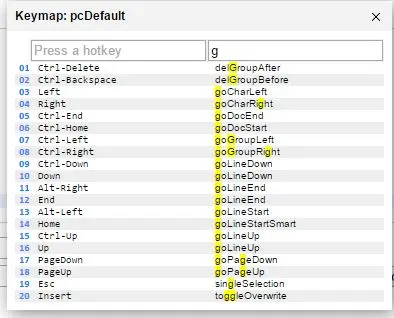 Keymap: pcDefault ×
Press a hotkey g
01 Ctrl-Delete delGroupAfter
02 Ctrl-Backspace delGroupBefore
03 Left goCharLeft
04 Right goCharRight
05 Ctrl-End goDocEnd
06 Ctrl-Home goDocStart
07 Ctrl-Left goGroupLeft
08 Ctrl-Right goGroupRight
09 Ctrl-Down goLineDown
10 Down goLineDown
11 Alt-Right goLineEnd
12 End goLineEnd
13 Alt-Left goLineStart
14 Home goLineStartSmart
15 Ctrl-Up goLineUp
16 Up goLineUp
17 PageDown goPageDown
18 PageUp goPageUp
19 Esc singleSelection
20 Insert toggleOverwrite